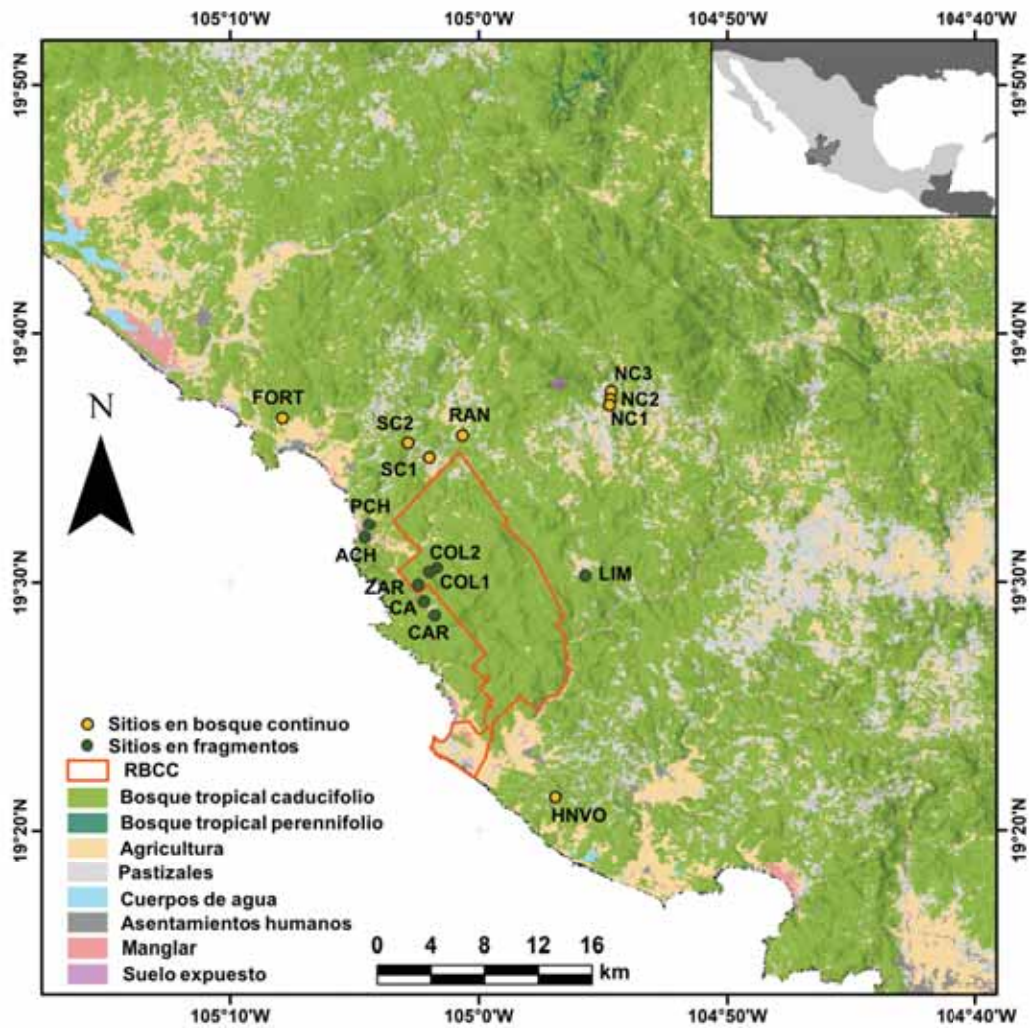 105°10'O
105°0'O
104°50'O
104°40'O
19°50'N
19°50'N
19°40'N
19°40'N
N
NC3
NC2
NC1
FORT
SC2
RAN
SC1
PCH
ACH
COL2
ZAR
COL1
LIM
CA
CAR
19°30'N
19°30'N
HNVO
19°20'N
19°20'N
Sitios en bosque continuo
Sitios en fragmentos
RBCC
Bosque tropical caducifolio
Bosque tropical perennifolio
Agricultura
Pastizales
Cuerpos de agua
Asentamientos humanos
Manglar
Suelo expuesto
0 4 8 12 16
km
105°10'O
105°0'O
104°50'O
104°40'O